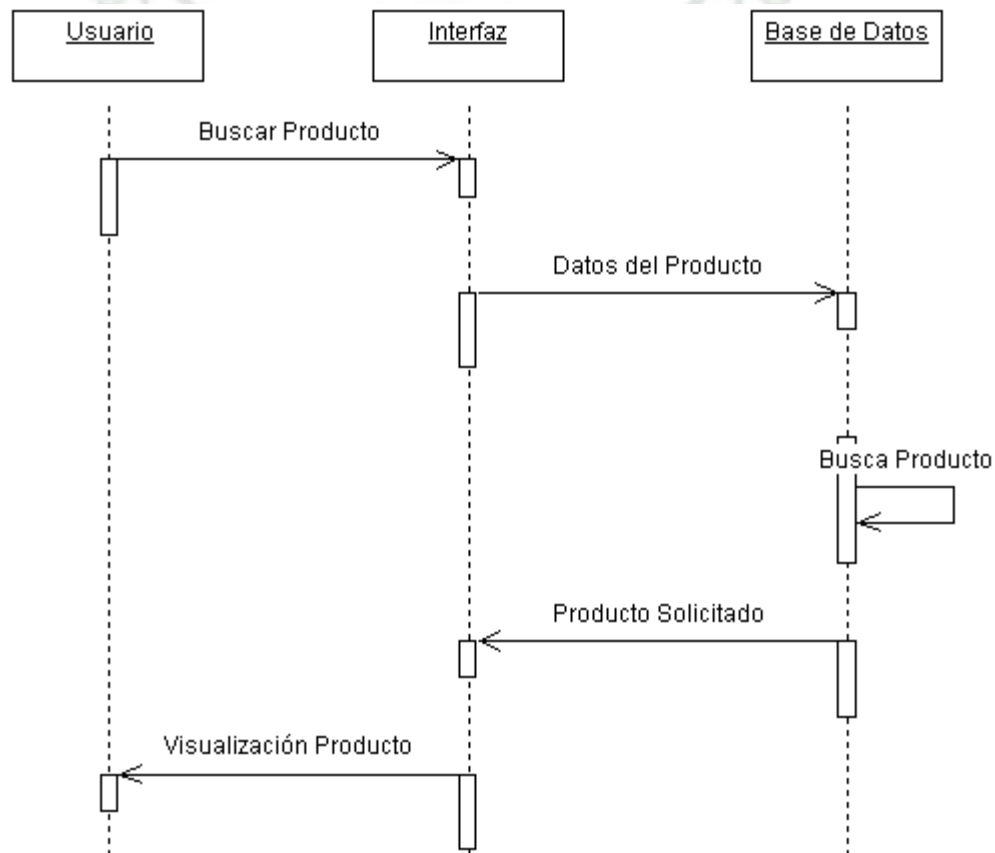 Usuario
Interfaz
Base de Datos
Buscar Producto
Datos del Producto
Busca Producto
Producto Solicitado
Visualización Producto